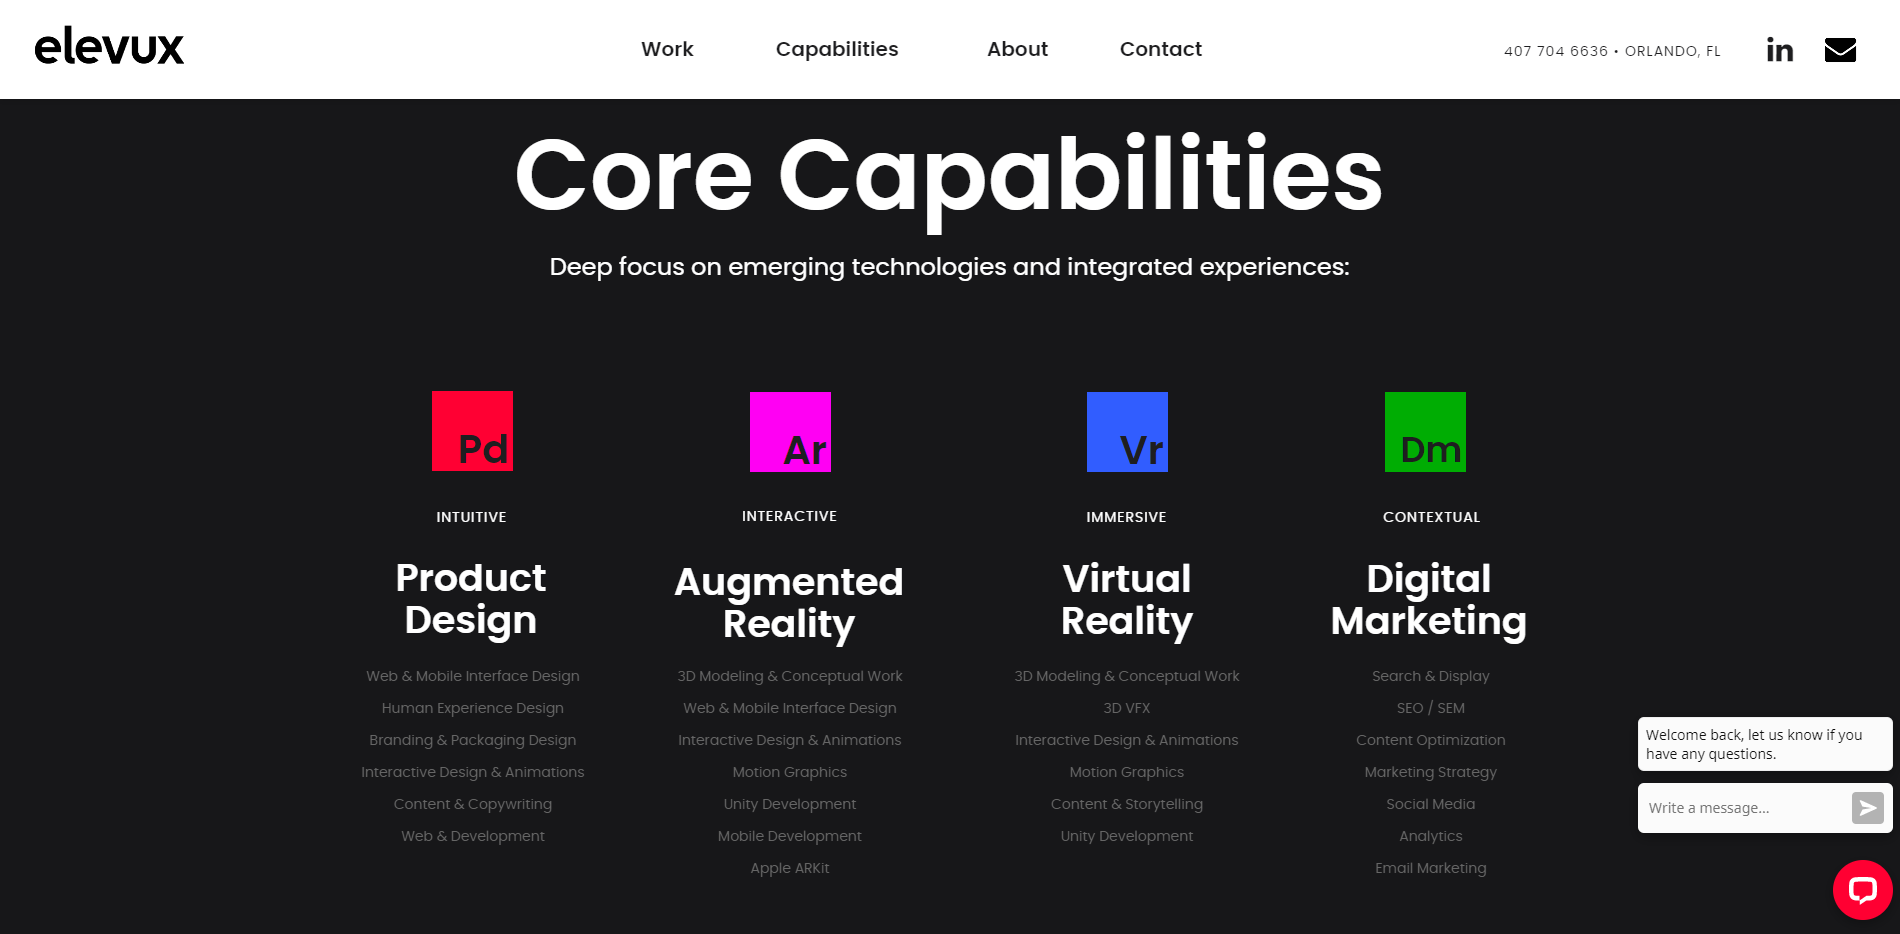 elevux
Work
Capabilities
About
Contact
407 704 6636 • ORLANDO, FL
in
Core Capabilities
Deep focus on emerging technologies and integrated experiences:
Pd
INTUITIVE
Product
Design
Web & Mobile Interface Design
Human Experience Design
Branding & Packaging Design
Interactive Design & Animations
Content & Copywriting
Web & Development
Ar
INTERACTIVE
Augmented
Reality
3D Modeling & Conceptual Work
Web & Mobile Interface Design
Interactive Design & Animations
Motion Graphics
Unity Development
Mobile Development
Apple ARKit
Vr
IMMERSIVE
Virtual
Reality
3D Modeling & Conceptual Work
3D VFX
Interactive Design & Animations
Motion Graphics
Content & Storytelling
Unity Development
Dm
CONTEXTUAL
Digital
Marketing
Search & Display
SEO / SEM
Content Optimization
Marketing Strategy
Social Media
Analytics
Email Marketing
Welcome back, let us know if you
have any questions.
Write a message...